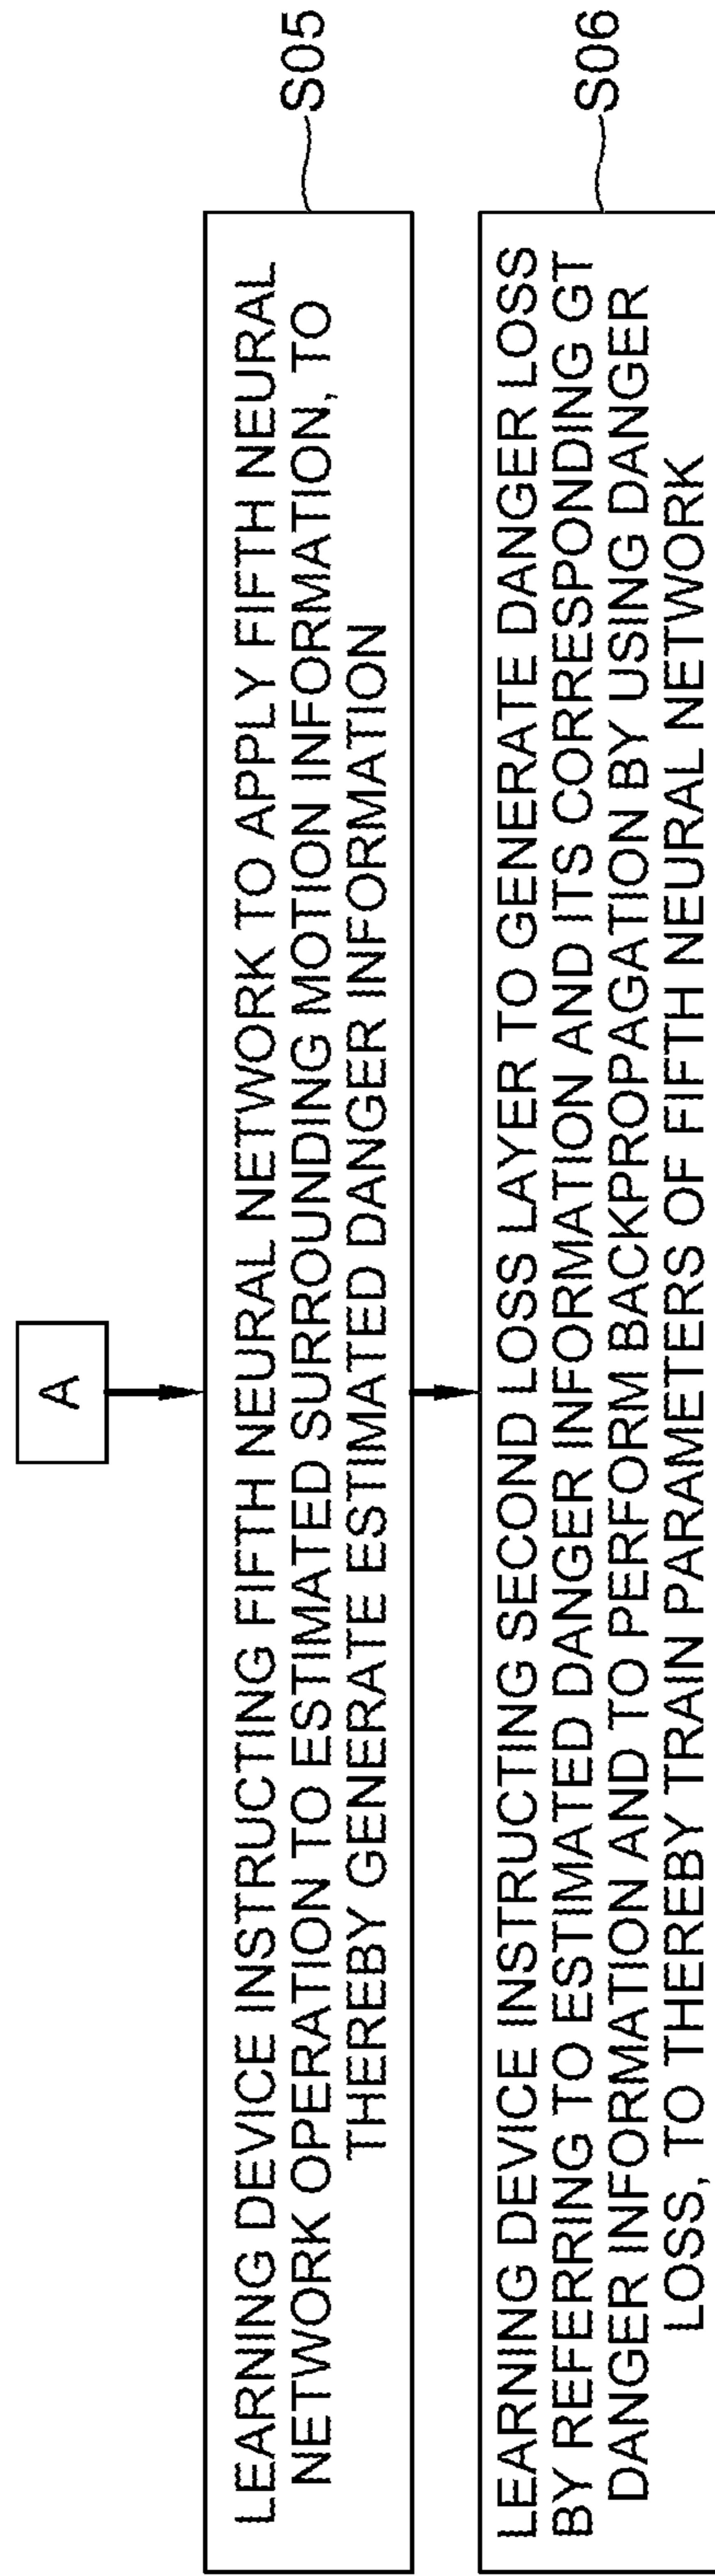 A
LEARNING DEVICE INSTRUCTING FIFTH NEURAL NETWORK TO APPLY FIFTH NEURAL
NETWORK OPERATION TO ESTIMATED SURROUNDING MOTION INFORMATION, TO
THEREBY GENERATE ESTIMATED DANGER INFORMATION
S05
LEARNING DEVICE INSTRUCTING SECOND LOSS LAYER TO GENERATE DANGER LOSS
BY REFERRING TO ESTIMATED DANGER INFORMATION AND ITS CORRESPONDING GT
DANGER INFORMATION AND TO PERFORM BACKPROPAGATION BY USING DANGER
LOSS, TO THEREBY TRAIN PARAMETERS OF FIFTH NEURAL NETWORK
S06